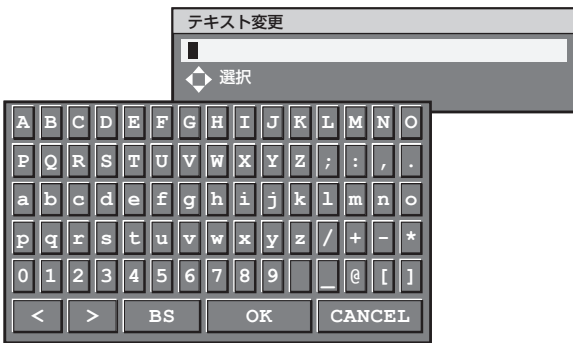 テキスト変更
選択
A B C D E F G H I J K L M N O
P Q R S T U V W X Y Z ; : , .
a b c d e f g h i j k l m n o
p q r s t u v w x y z / + - *
0 1 2 3 4 5 6 7 8 9 _ @ [ ]
< > BS OK CANCEL